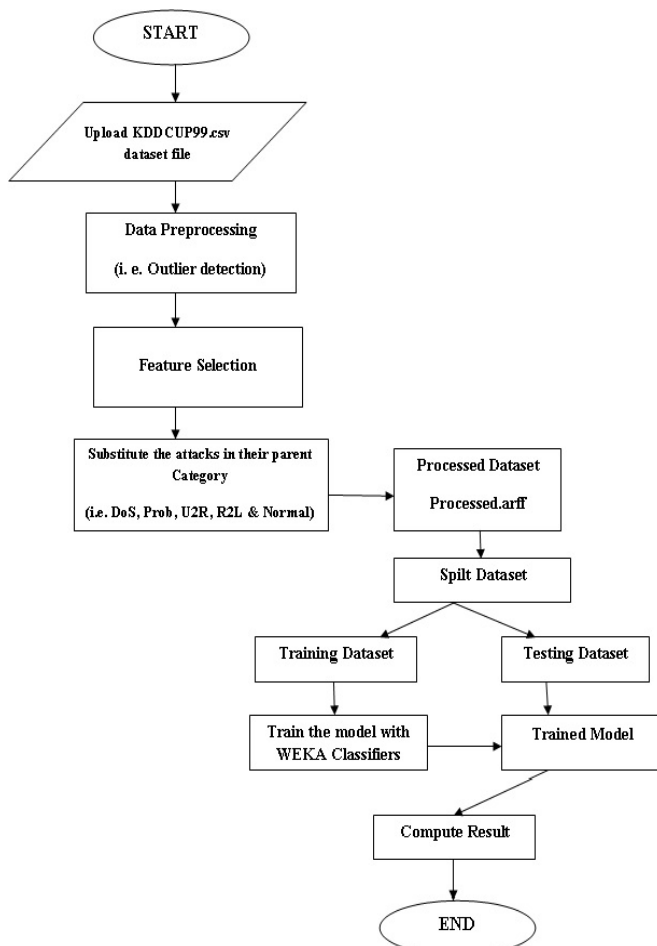 START
Upload KDDCUP99.csv
dataset file
Data Preprocessing
(i. e. Outlier detection)
Feature Selection
Substitute the attacks in their parent
Category
(i.e. DoS, Prob, U2R, R2L & Normal)
Processed Dataset
Processed.arff
Spilt Dataset
Training Dataset
Testing Dataset
Train the model with
WEKA Classifiers
Trained Model
Compute Result
END